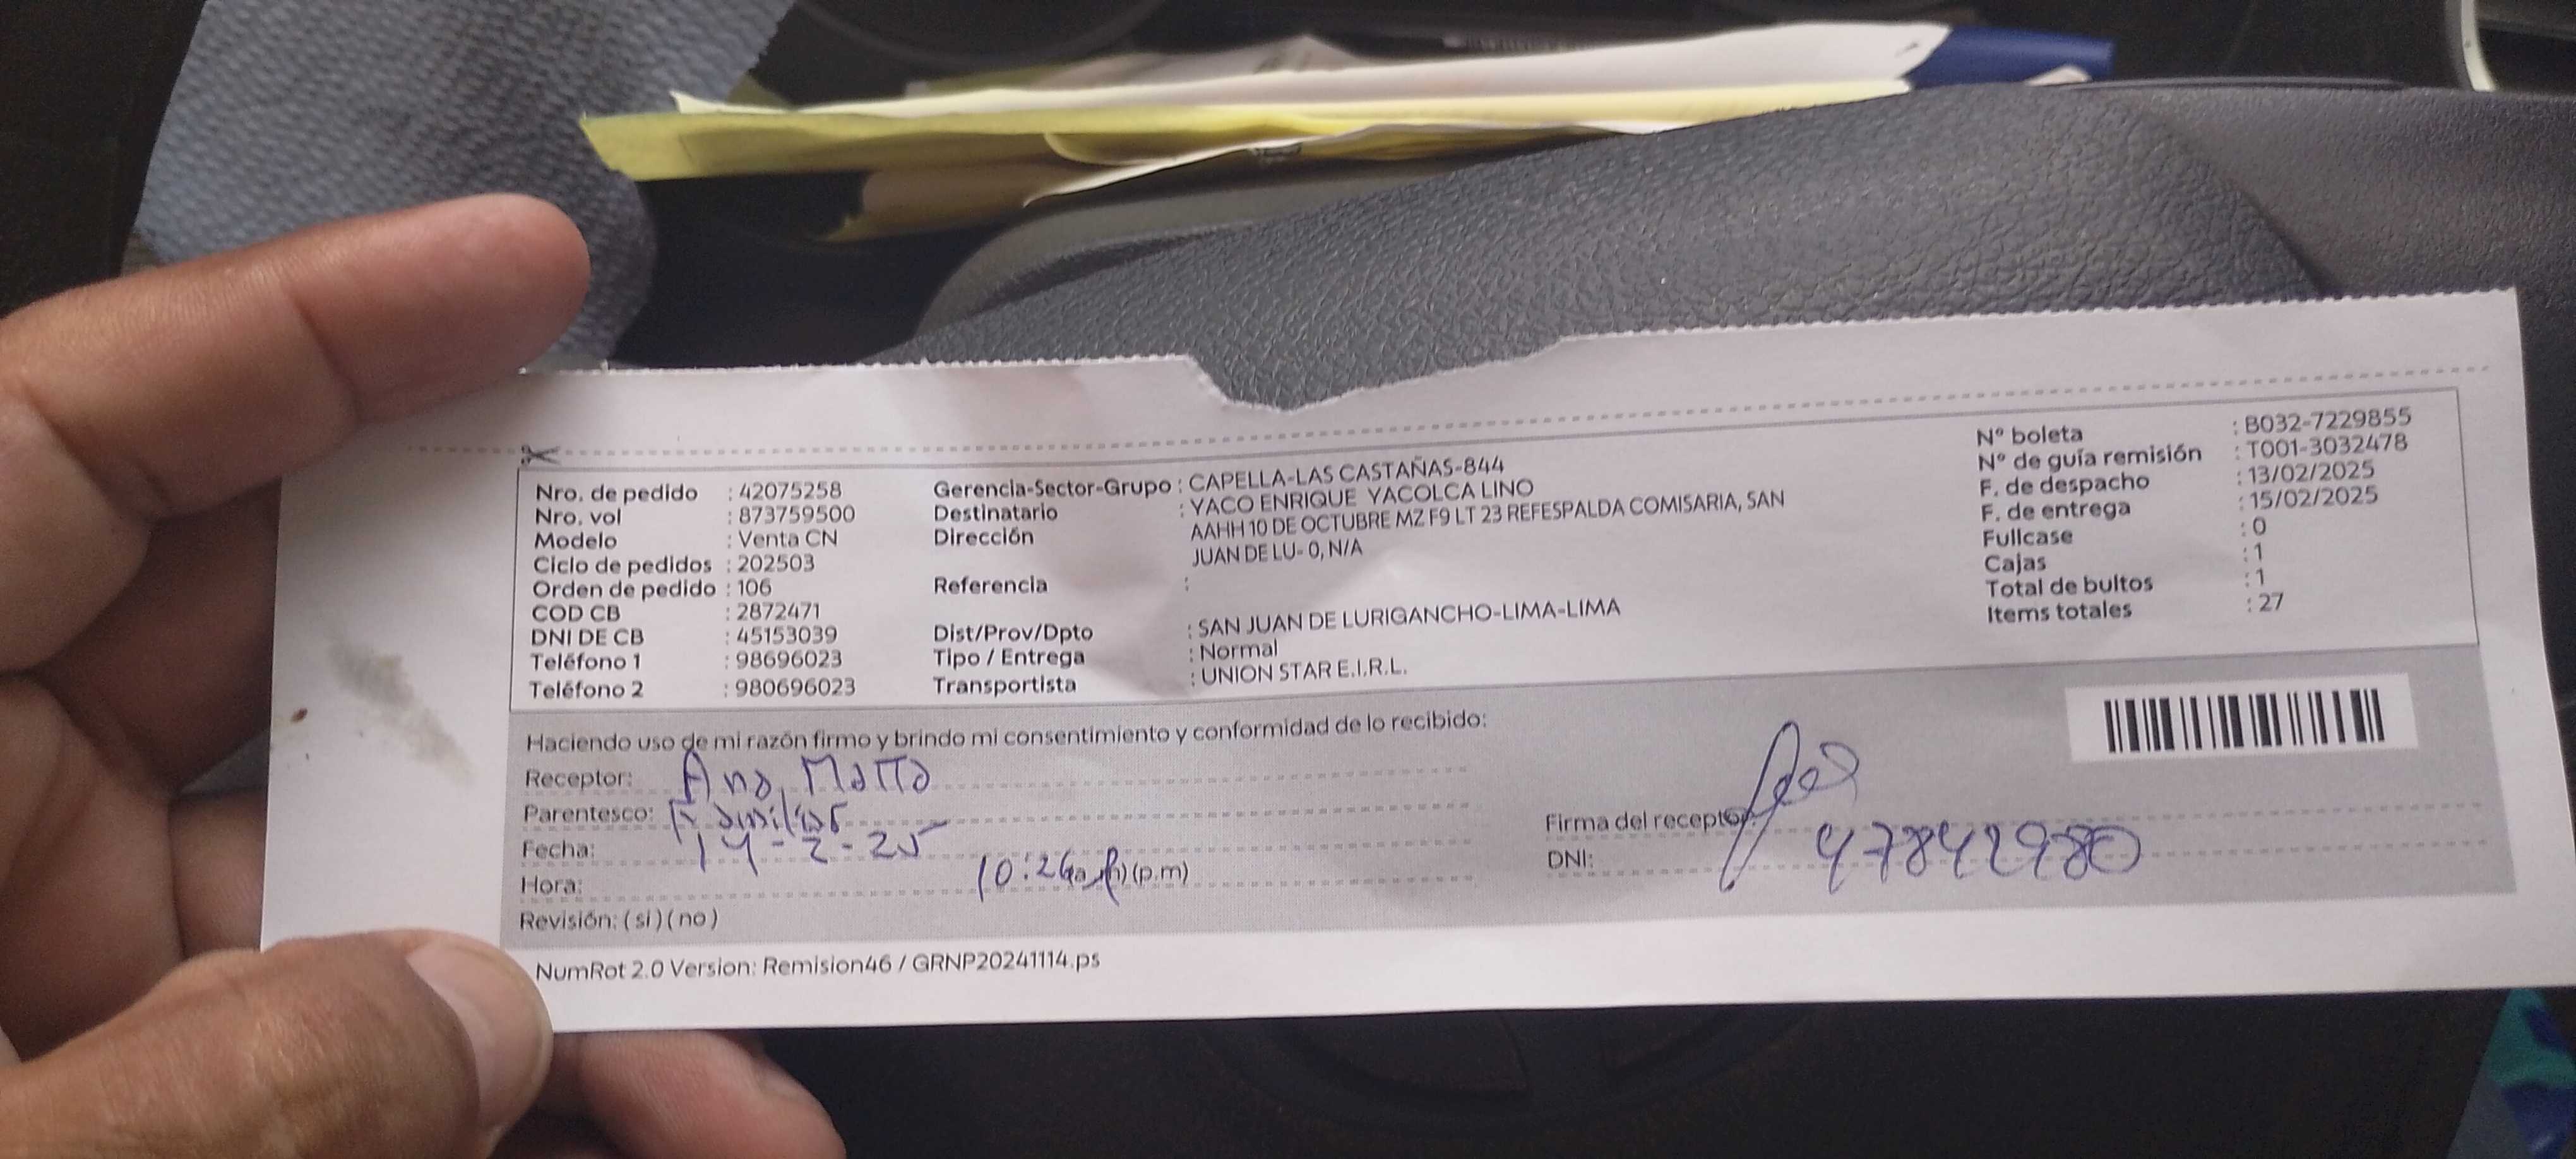 Nro. de pedido : 42075258
Nro. vol : 873759500
Modelo : Venta CN
Ciclo de pedidos : 202503
Orden de pedido : 106
COD CB : 2872471
DNI DE CB : 45153039
Teléfono 1 : 98696023
Teléfono 2 : 980696023
Gerencia-Sector-Grupo : CAPELLA-LAS CASTAÑAS-844
Destinatario : YACO ENRIQUE YACOLCA LINO
Dirección AAHH 10 DE OCTUBRE MZ F9 LT 23 REFESPALDA COMISARIA, SAN
JUAN DE LU- 0, N/A
Referencia :
Dist/Prov/Dpto : SAN JUAN DE LURIGANCHO-LIMA-LIMA
Tipo / Entrega : Normal
Transportista : UNION STAR E.I.R.L.
N° boleta : B032-7229855
N° de guía remisión : T001-3032478
F. de despacho : 13/02/2025
F. de entrega : 15/02/2025
Fullcase : 0
Cajas : 1
Total de bultos : 1
Items totales : 27
Haciendo uso de mi razón firmo y brindo mi consentimiento y conformidad de lo recibido:
Receptor: Ana Matta
Parentesco: Familiar
Fecha: 14-2-25
Hora: 10:26 (a.m) (p.m)
Revisión: (si) (no)
Firma del receptor:
DNI: 47842980
NumRot 2.0 Version: Remision46 / GRNP20241114.ps